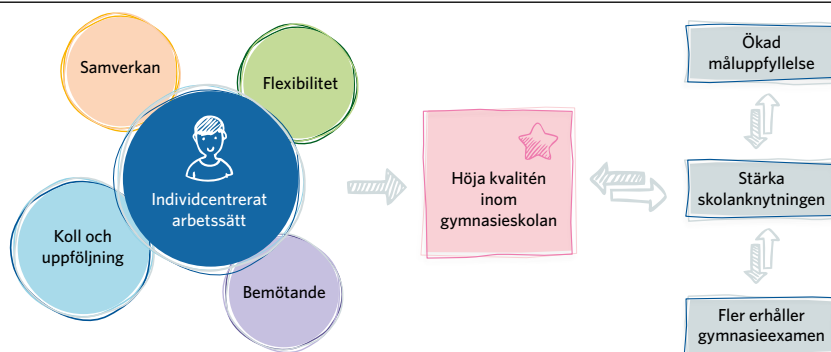 Samverkan
Flexibilitet
Individcentrerat
arbetssätt
Koll och
uppföljning
Bemötande
Höja kvalitén
inom
gymnasieskolan
Ökad
måluppfyllelse
Stärka
skolanknytningen
Fler erhåller
gymnasieexamen